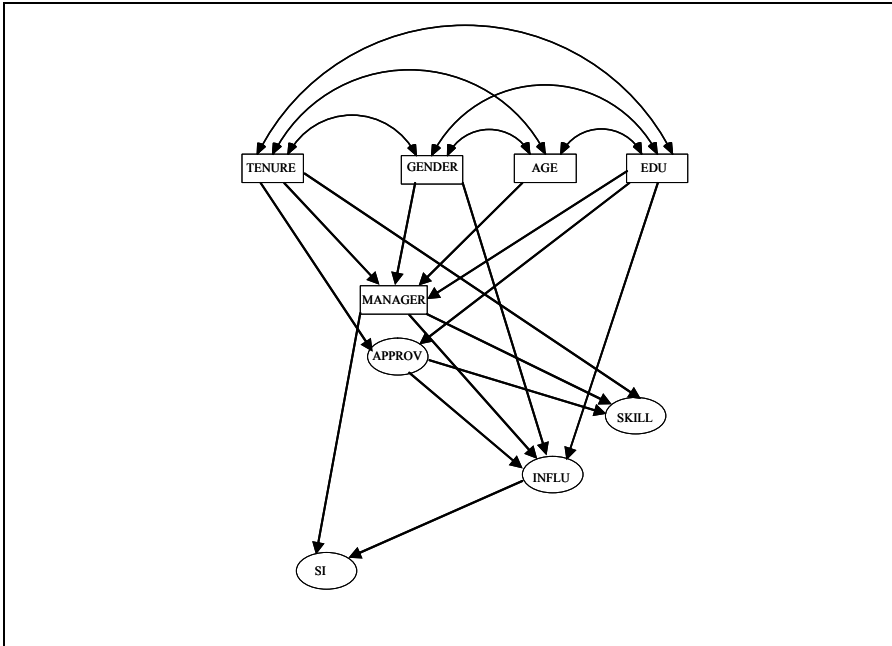 TENURE
GENDER
AGE
EDU
MANAGER
APPROV
SKILL
INFLU
SI